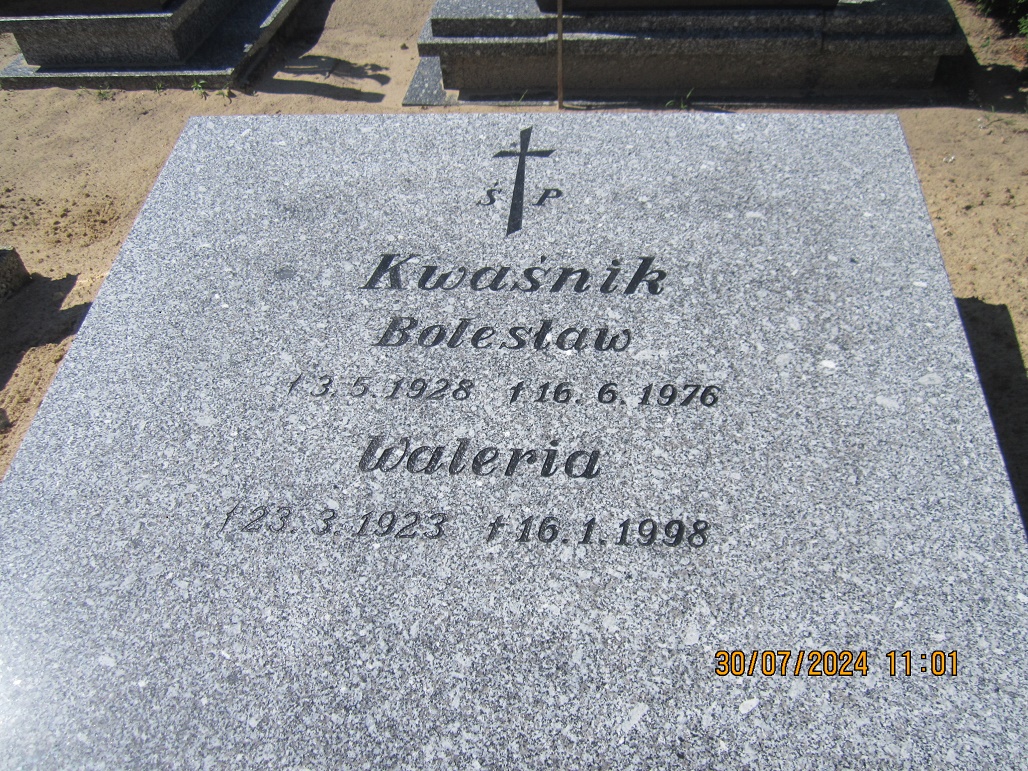 Ś P
Kwaśnik
Bolesław
† 3. 5. 1928 † 16. 6. 1976
Waleria
† 23. 3. 1923 † 16. 1. 1998
30/07/2024 11:01